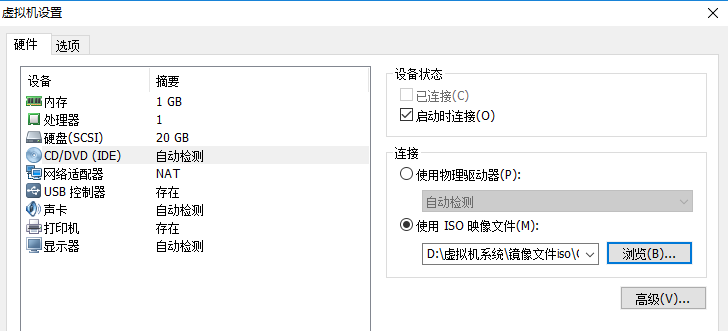 虚拟机设置
硬件 选项
设备 摘要
内存 1 GB
处理器 1
硬盘(SCSI) 20 GB
CD/DVD (IDE) 自动检测
网络适配器 NAT
USB 控制器 存在
声卡 自动检测
打印机 存在
显示器 自动检测
设备状态
已连接(C)
启动时连接(O)
连接
使用物理驱动器(P):
自动检测
使用 ISO 映像文件(M):
D:\虚拟机系统\镜像文件iso\ 浏览(B)...
高级(V)...